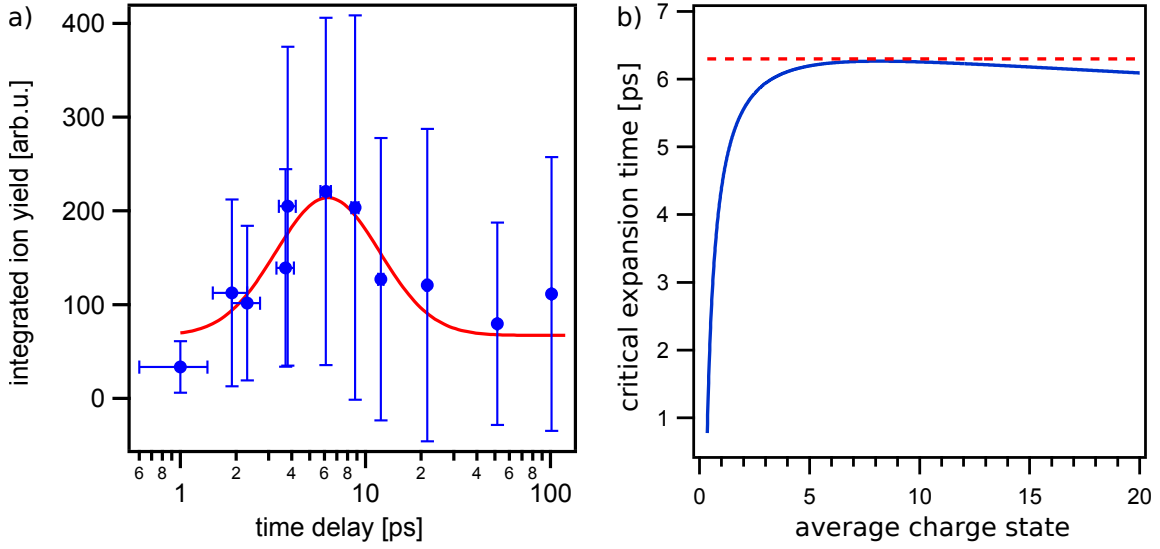 a)
integrated ion yield [arb.u.]
400
300
200
100
0
6 8 2 4 6 8 2 4 6 8
1 10 100
time delay [ps]
b)
critical expansion time [ps]
7
6
5
4
3
2
1
0 5 10 15 20
average charge state